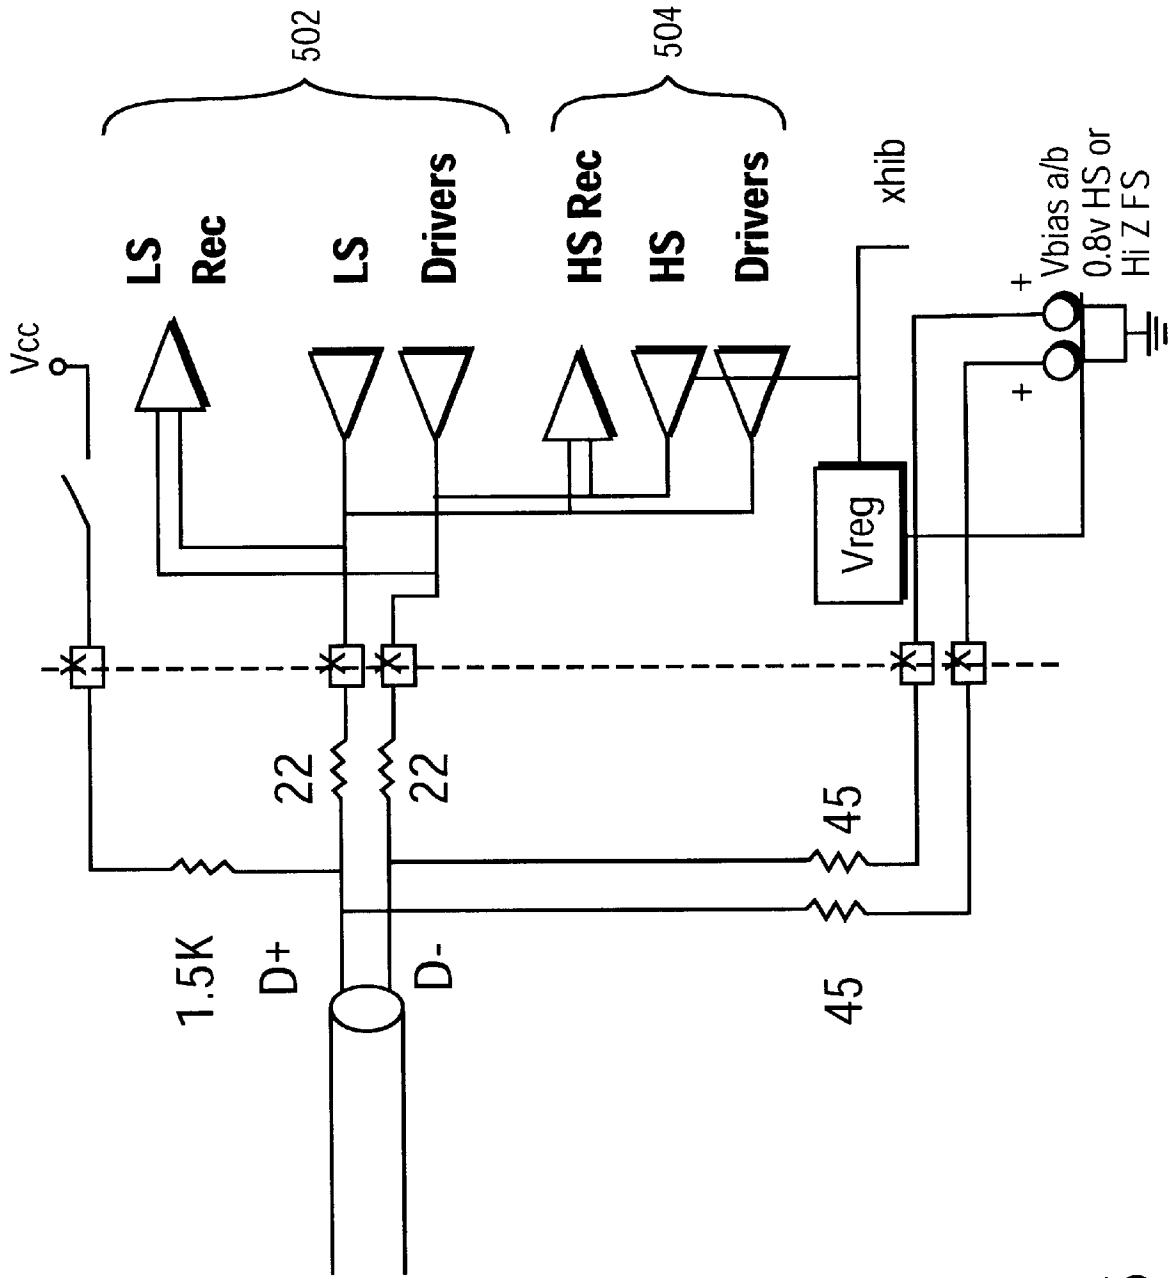 Vcc
502
504
LS
Rec
LS
Drivers
HS Rec
HS
Drivers
xhib
Vreg
+
+
Vbias a/b
0.8v HS or
Hi Z FS
22
22
45
45
1.5K
D+
D-